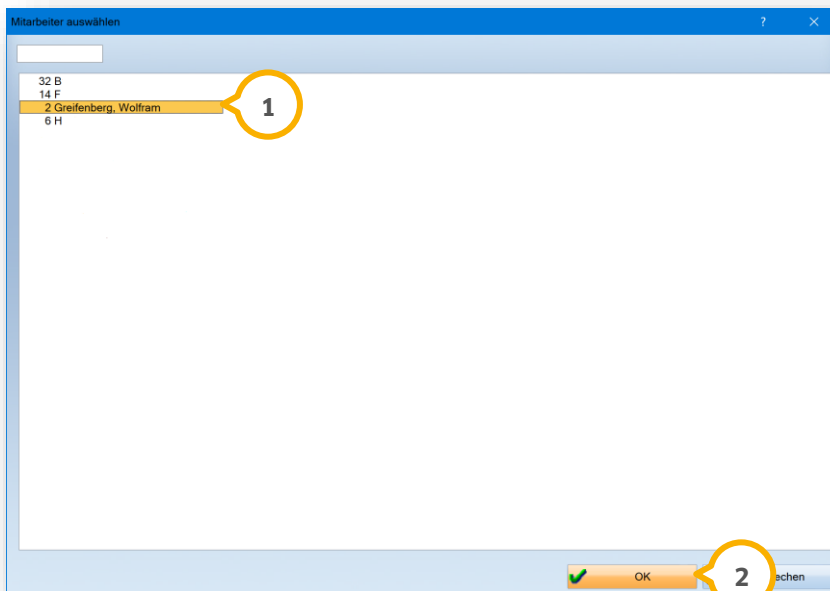 Mitarbeiter auswählen ? ×
32 B
14 F
2 Greifenberg, Wolfram
1
6 H
OK
2
echen